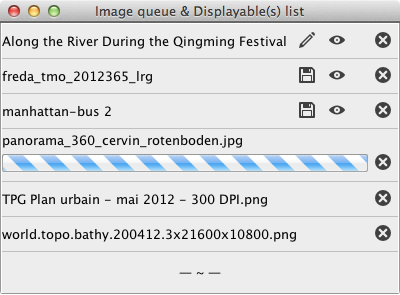 Image queue & Displayable(s) list
Along the River During the Qingming Festival
freda_tmo_2012365_lrg
manhattan-bus 2
panorama_360_cervin_rotenboden.jpg
TPG Plan urbain - mai 2012 - 300 DPI.png
world.topo.bathy.200412.3x21600x10800.png
— ~ —